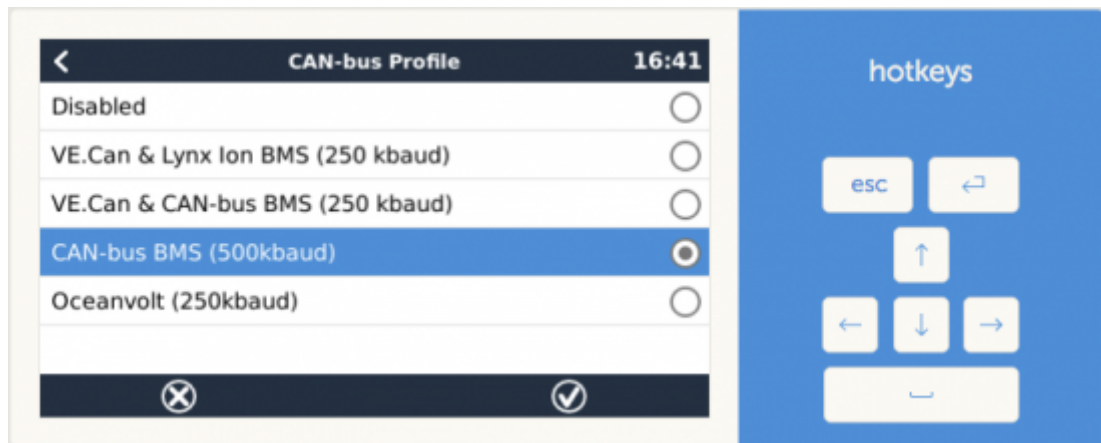 CAN-bus Profile 16:41
Disabled
VE.Can & Lynx Ion BMS (250 kbaud)
VE.Can & CAN-bus BMS (250 kbaud)
CAN-bus BMS (500kbaud)
Oceanvolt (250kbaud)
hotkeys
esc